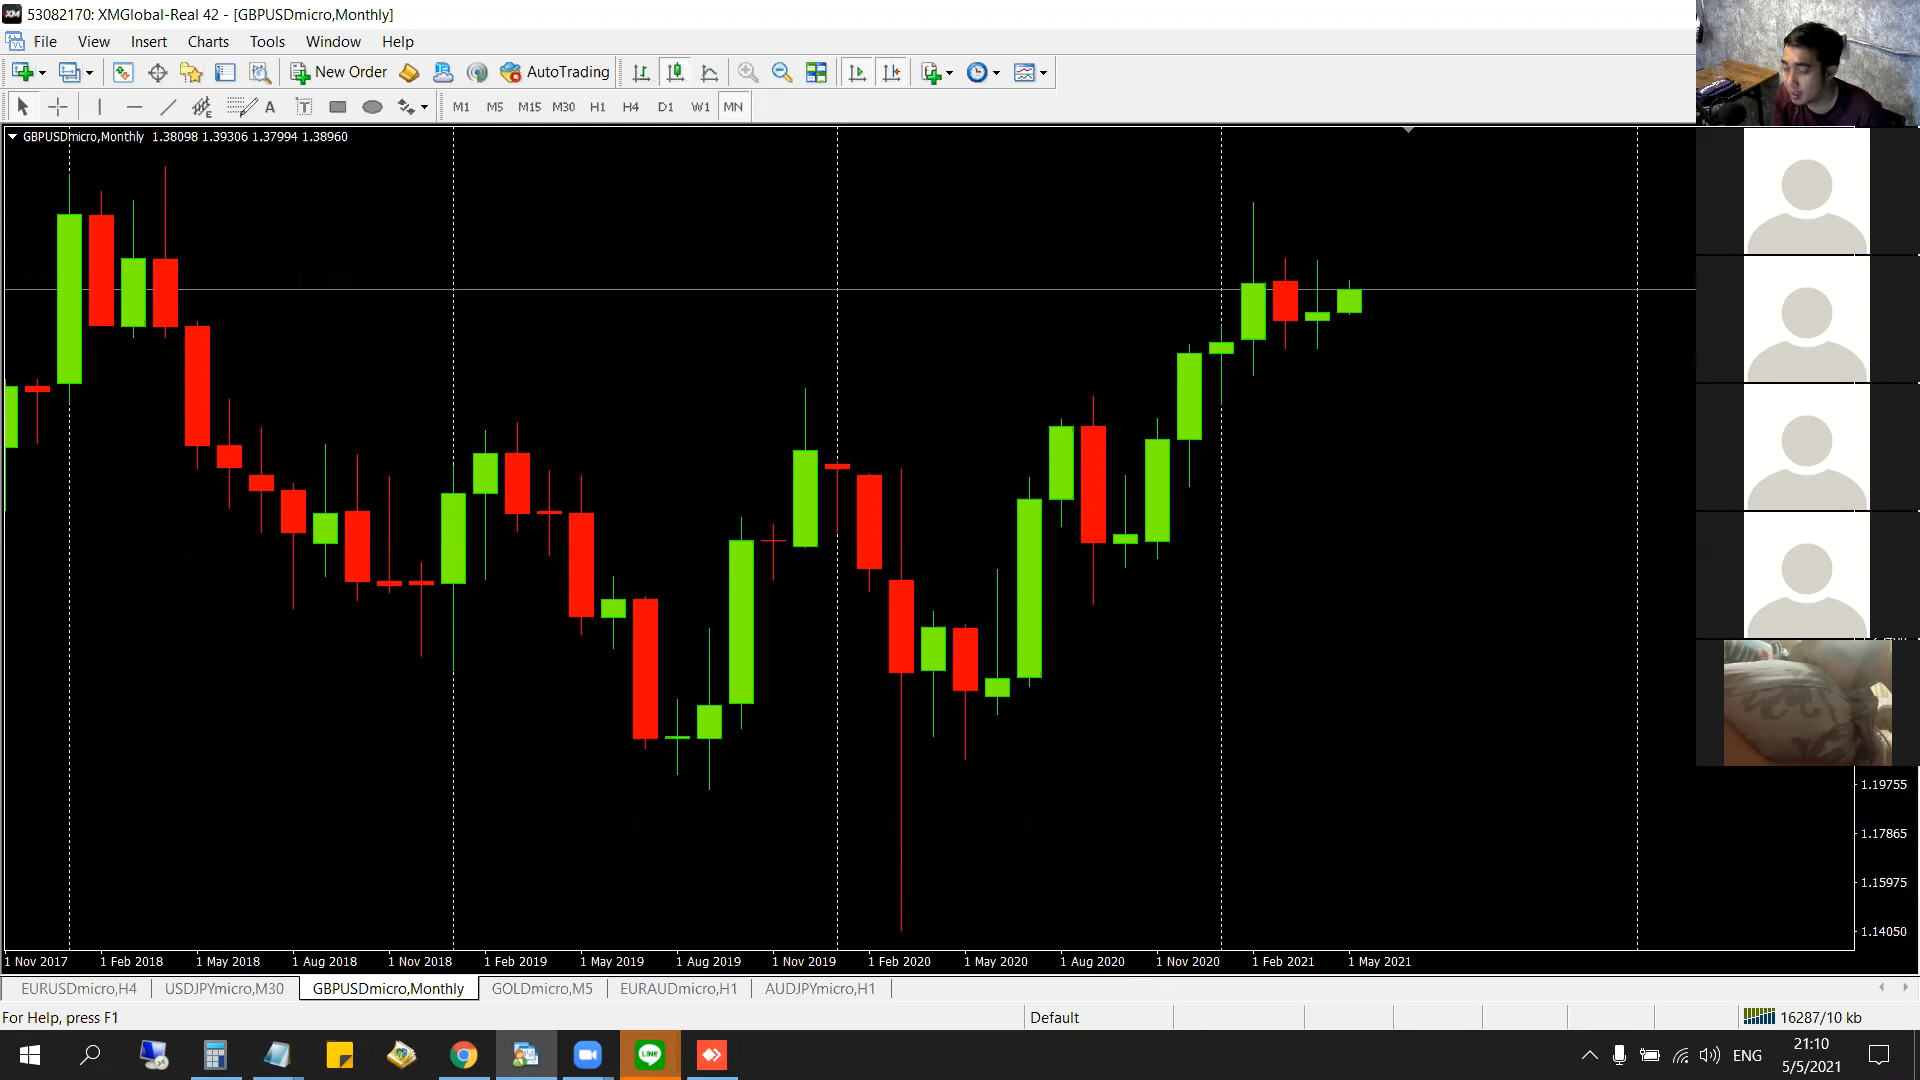 XM 53082170: XMGlobal-Real 42 - [GBPUSDmicro,Monthly]
File View Insert Charts Tools Window Help
New Order AutoTrading
A T M1 M5 M15 M30 H1 H4 D1 W1 MN
GBPUSDmicro,Monthly 1.38098 1.39306 1.37994 1.38960
1.19755
1.17865
1.15975
1.14050
1 Nov 2017 1 Feb 2018 1 May 2018 1 Aug 2018 1 Nov 2018 1 Feb 2019 1 May 2019 1 Aug 2019 1 Nov 2019 1 Feb 2020 1 May 2020 1 Aug 2020 1 Nov 2020 1 Feb 2021 1 May 2021
EURUSDmicro,H4 USDJPYmicro,M30 GBPUSDmicro,Monthly GOLDmicro,M5 EURAUDmicro,H1 AUDJPYmicro,H1
For Help, press F1 Default 16287/10 kb
LINE ENG 21:10
5/5/2021